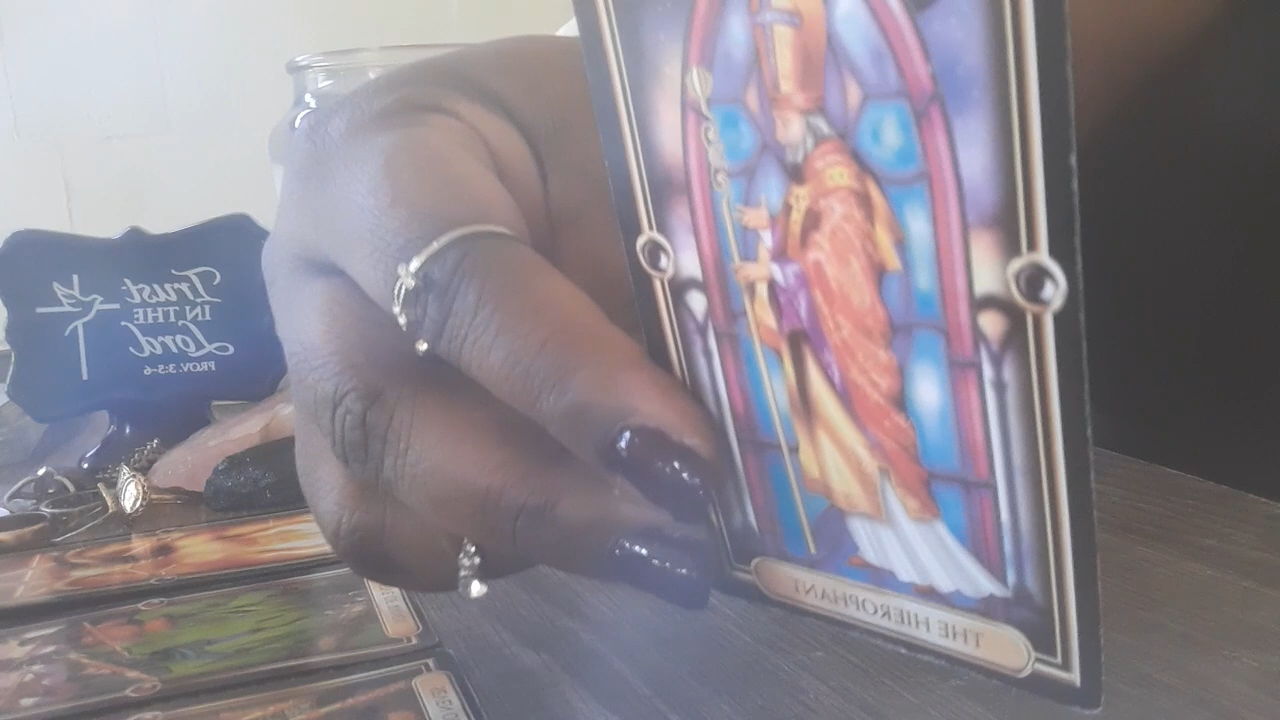 Trust
IN THE
Lord
PROV. 3:5-6
THE HIEROPHANT